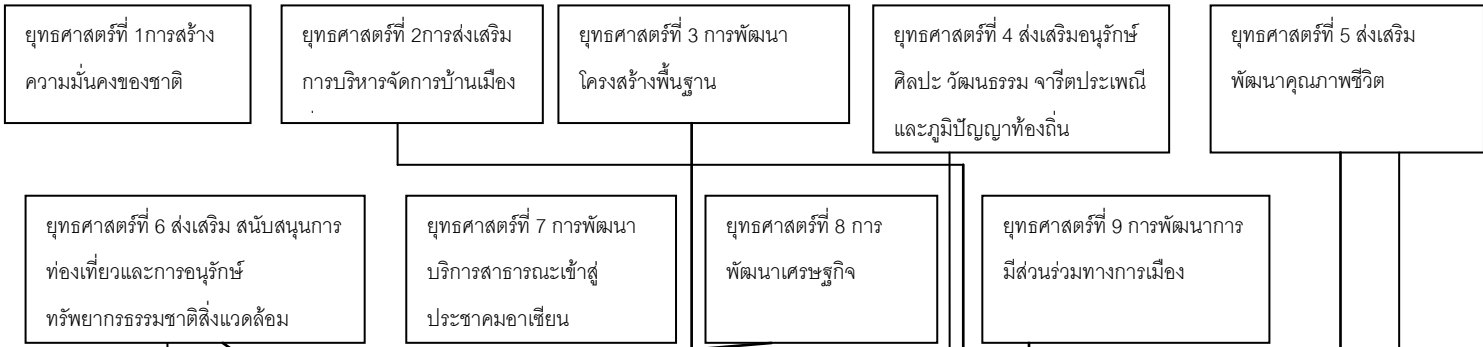 ยุทธศาสตร์ที่ 1การสร้าง
ความมั่นคงของชาติ
ยุทธศาสตร์ที่ 2การส่งเสริม
การบริหารจัดการบ้านเมือง
ยุทธศาสตร์ที่ 3 การพัฒนา
โครงสร้างพื้นฐาน
ยุทธศาสตร์ที่ 4 ส่งเสริมอนุรักษ์
ศิลปะ วัฒนธรรม จารีตประเพณี
และภูมิปัญญาท้องถิ่น
ยุทธศาสตร์ที่ 5 ส่งเสริม
พัฒนาคุณภาพชีวิต
ยุทธศาสตร์ที่ 6 ส่งเสริม สนับสนุนการ
ท่องเที่ยวและการอนุรักษ์
ทรัพยากรธรรมชาติสิ่งแวดล้อม
ยุทธศาสตร์ที่ 7 การพัฒนา
บริการสาธารณะเข้าสู่
ประชาคมอาเซียน
ยุทธศาสตร์ที่ 8 การ
พัฒนาเศรษฐกิจ
ยุทธศาสตร์ที่ 9 การพัฒนาการ
มีส่วนร่วมทางการเมือง